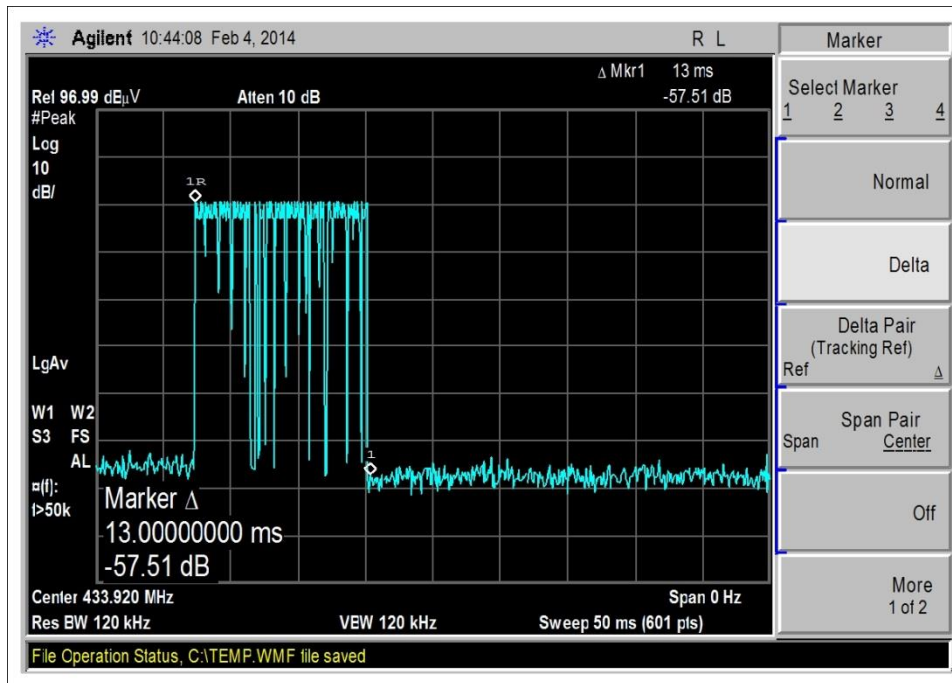 Agilent 10:44:08 Feb 4, 2014 R L
Marker
Δ Mkr1 13 ms
Ref 96.99 dBµV Atten 10 dB -57.51 dB
#Peak
Log
10
dB/
1R
LgAv
W1 W2
S3 FS
AL
1
¤(f):
f>50k
Marker Δ
13.00000000 ms
-57.51 dB
Center 433.920 MHz Span 0 Hz
Res BW 120 kHz VBW 120 kHz Sweep 50 ms (601 pts)
File Operation Status, C:\TEMP.WMF file saved
Select Marker
1 2 3 4
Normal
Delta
Delta Pair
(Tracking Ref)
Ref Δ
Span Pair
Span Center
Off
More
1 of 2